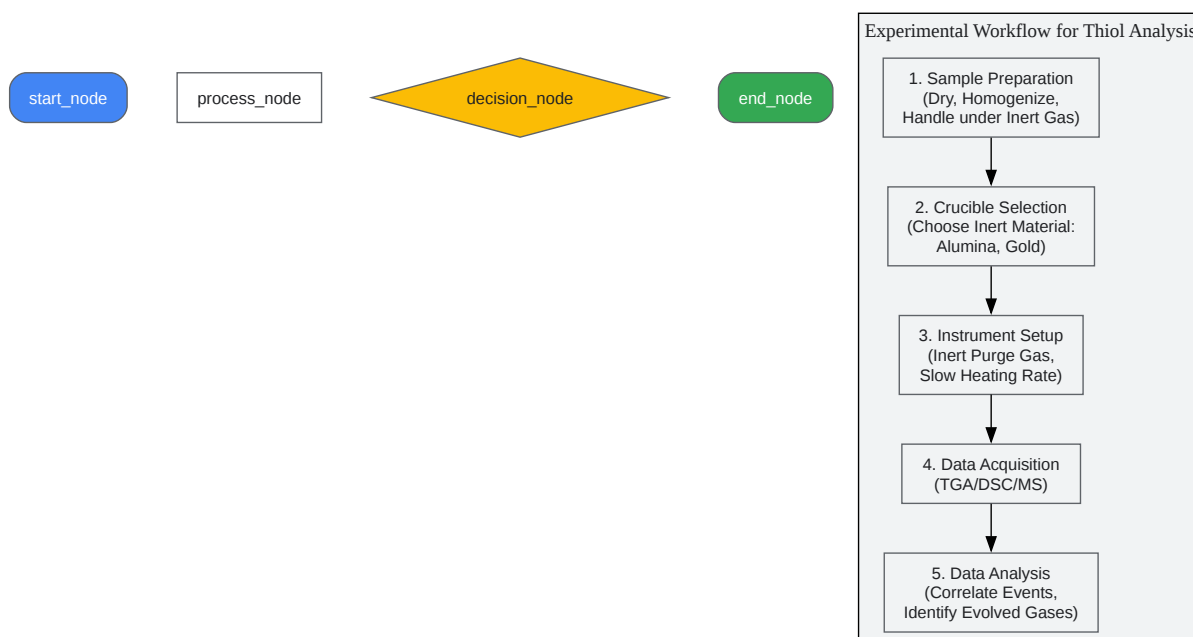 start_node
process_node
decision_node
end_node
Experimental Workflow for Thiol Analysis
1. Sample Preparation
(Dry, Homogenize,
Handle under Inert Gas)
2. Crucible Selection
(Choose Inert Material:
Alumina, Gold)
3. Instrument Setup
(Inert Purge Gas,
Slow Heating Rate)
4. Data Acquisition
(TGA/DSC/MS)
5. Data Analysis
(Correlate Events,
Identify Evolved Gases)